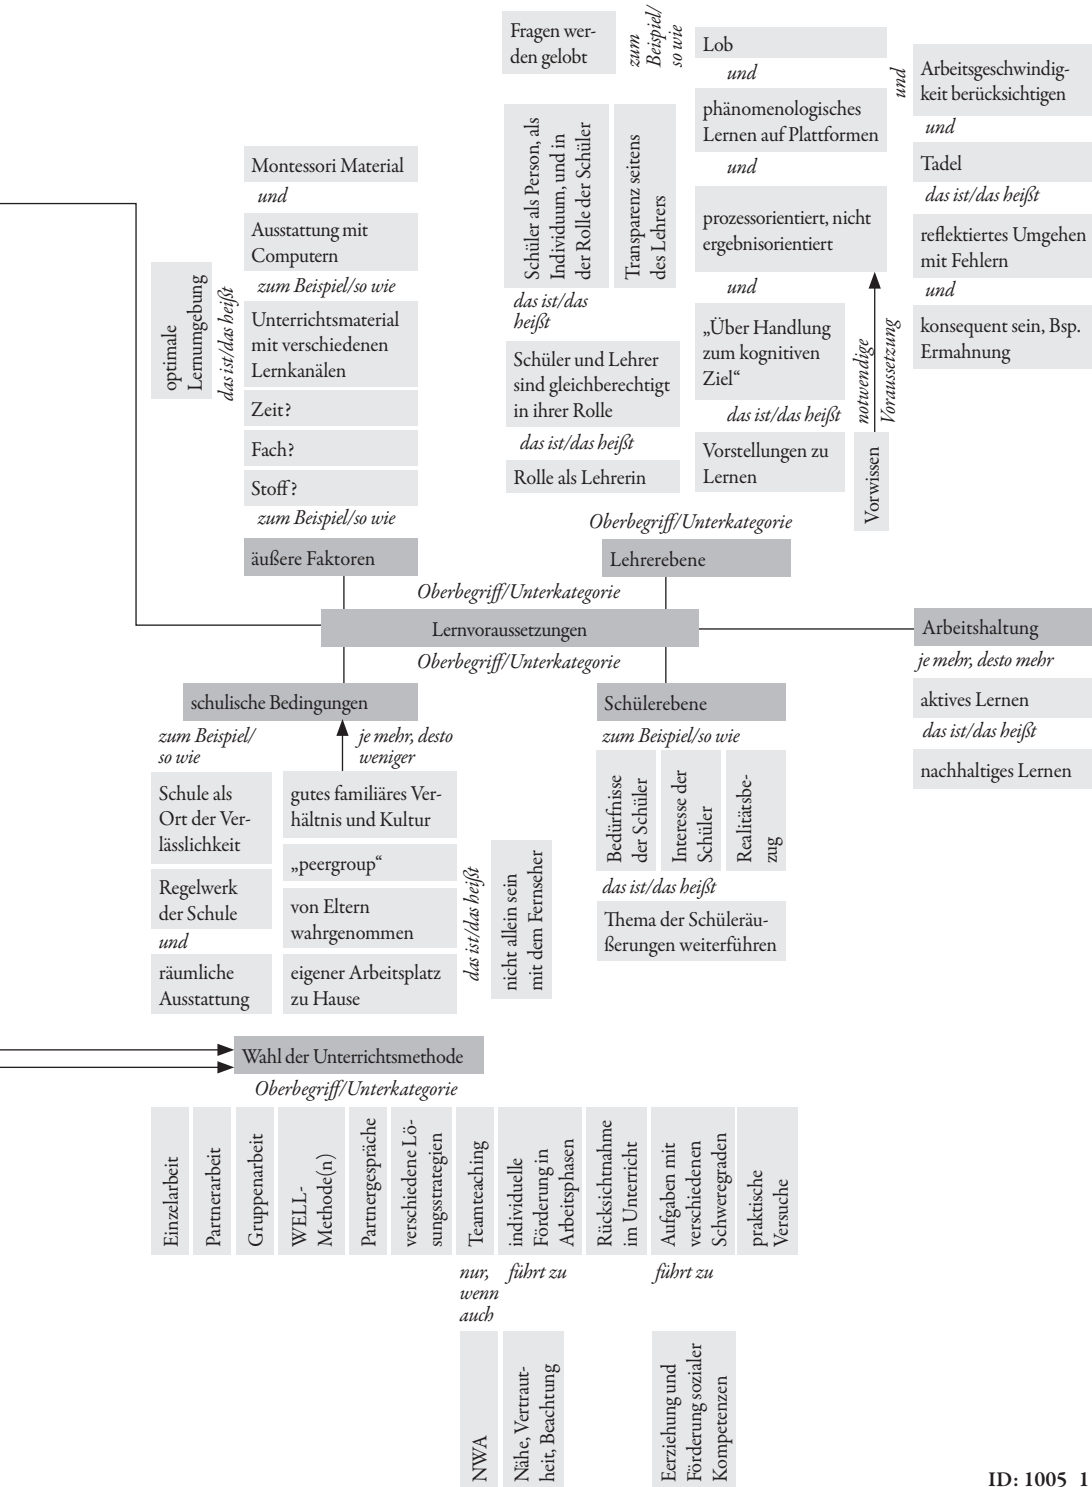 Fragen wer-
den gelobt
zum
Beispiel/
so wie
Lob
und
phänomenologisches
Lernen auf Plattformen
und
prozessorientiert, nicht
ergebnisorientiert
und
„Über Handlung
zum kognitiven
Ziel“
das ist/das heißt
Vorstellungen zu
Lernen
und
Arbeitsgeschwindig-
keit berücksichtigen
und
Tadel
das ist/das heißt
reflektiertes Umgehen
mit Fehlern
und
konsequent sein, Bsp.
Ermahnung
notwendige
Voraussetzung
Vorwissen
Schüler als Person, als
Individuum, und in
der Rolle der Schüler
Transparenz seitens
des Lehrers
das ist/das
heißt
Schüler und Lehrer
sind gleichberechtigt
in ihrer Rolle
das ist/das heißt
Rolle als Lehrerin
Oberbegriff/Unterkategorie
Lehrerebene
Montessori Material
und
Ausstattung mit
Computern
zum Beispiel/so wie
Unterrichtsmaterial
mit verschiedenen
Lernkanälen
Zeit?
Fach?
Stoff?
zum Beispiel/so wie
äußere Faktoren
optimale
Lernumgebung
das ist/das heißt
Oberbegriff/Unterkategorie
Lernvoraussetzungen
Oberbegriff/Unterkategorie
Arbeitshaltung
je mehr, desto mehr
aktives Lernen
das ist/das heißt
nachhaltiges Lernen
schulische Bedingungen
zum Beispiel/
so wie
je mehr, desto
weniger
Schule als
Ort der Ver-
lässlichkeit
Regelwerk
der Schule
und
räumliche
Ausstattung
gutes familiäres Ver-
hältnis und Kultur
„peergroup“
von Eltern
wahrgenommen
eigener Arbeitsplatz
zu Hause
das ist/das heißt
nicht allein sein
mit dem Fernseher
Schülerebene
zum Beispiel/so wie
Bedürfnisse
der Schüler
Interesse der
Schüler
Realitätsbe-
zug
das ist/das heißt
Thema der Schüleräu-
ßerungen weiterführen
Wahl der Unterrichtsmethode
Oberbegriff/Unterkategorie
Einzelarbeit
Partnerarbeit
Gruppenarbeit
WELL-
Methode(n)
Partnergespräche
verschiedene Lö-
sungsstrategien
Teamteaching
individuelle
Förderung in
Arbeitsphasen
Rücksichtnahme
im Unterricht
Aufgaben mit
verschiedenen
Schweregraden
praktische
Versuche
nur,
wenn
auch
führt zu
führt zu
NWA
Nähe, Vertraut-
heit, Beachtung
Eerziehung und
Förderung sozialer
Kompetenzen
ID: 1005_1